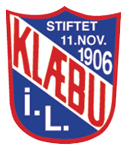 STIFTET
11. NOV.
1906
KLÆBU
i.L.